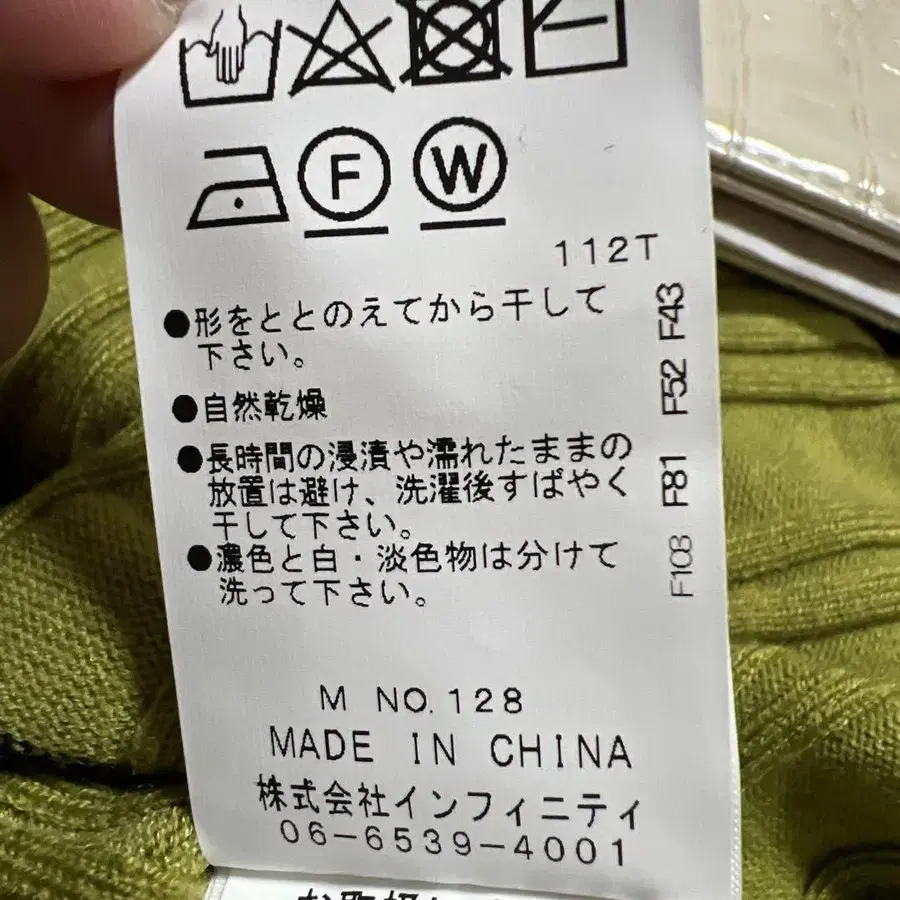 F
W
112T
●形をととのえてから干して
下さい。
●自然乾燥
●長時間の浸漬や濡れたままの
放置は避け、洗濯後すばやく
干して下さい。
●濃色と白・淡色物は分けて
洗って下さい。
F108 F81 F52 F43
M NO.128
MADE IN CHINA
株式会社インフィニティ
06-6539-4001